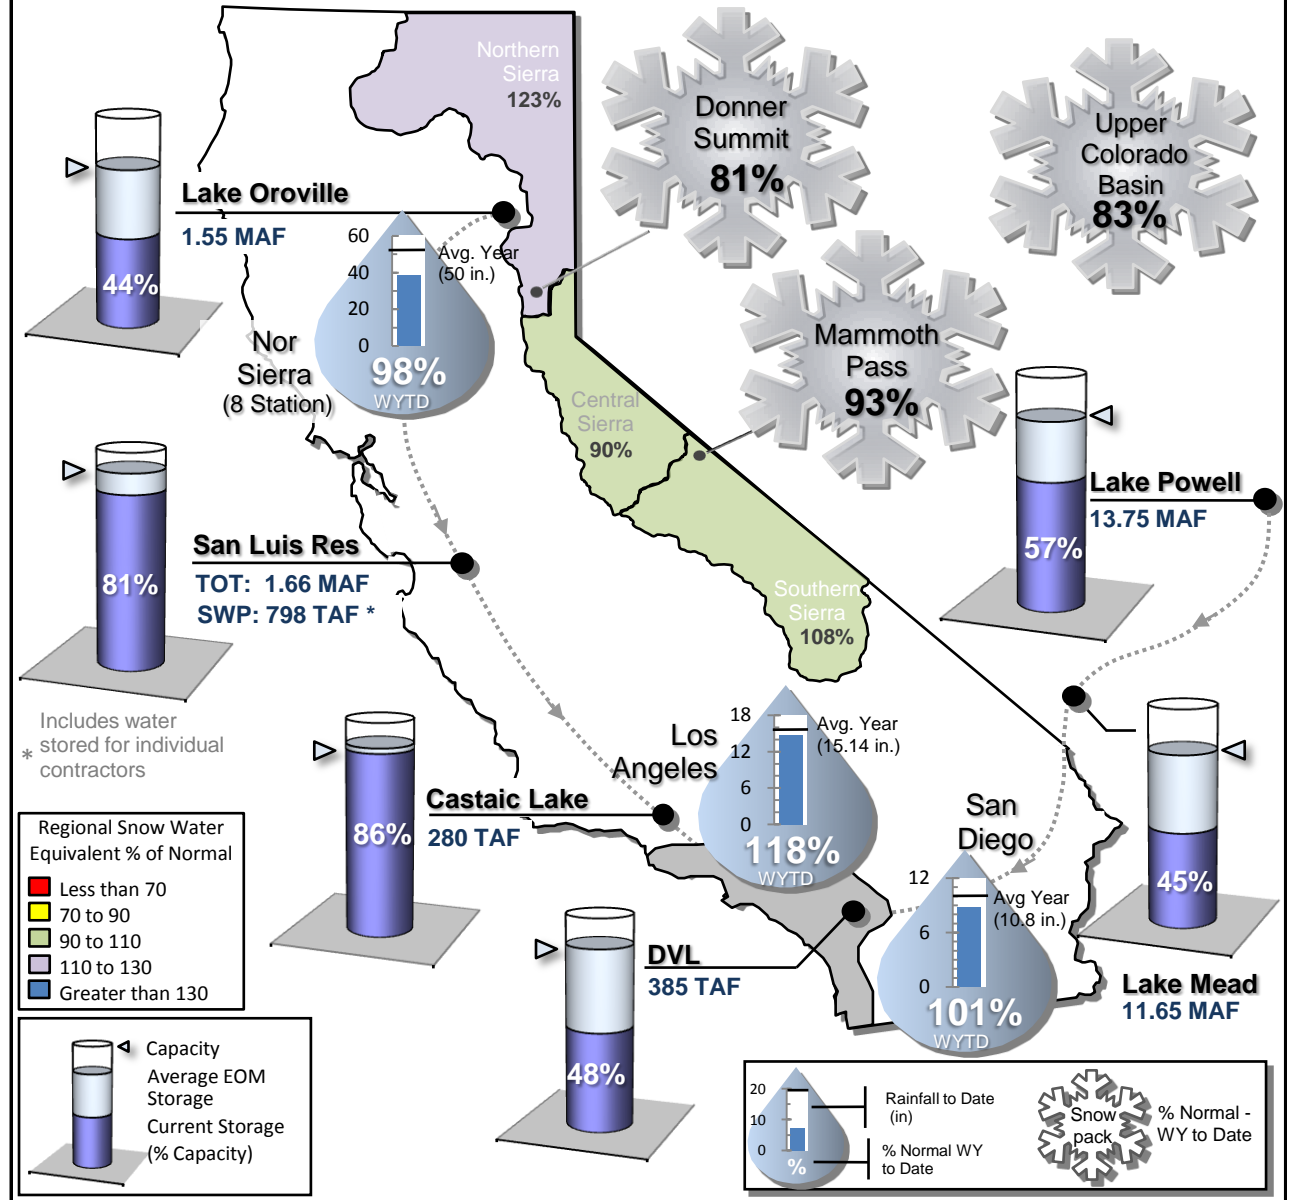 Northern
Sierra
123%
Donner
Summit
81%
Upper
Colorado
Basin
83%
Lake Oroville
1.55 MAF
44%
60
40
20
0
Avg. Year
(50 in.)
98%
WYTD
Nor
Sierra
(8 Station)
Mammoth
Pass
93%
Central
Sierra
90%
Lake Powell
13.75 MAF
57%
81%
San Luis Res
TOT: 1.66 MAF
SWP: 798 TAF *
Southern
Sierra
108%
* Includes water
stored for individual
contractors
Los
Angeles
18
12
6
0
Avg. Year
(15.14 in.)
118%
WYTD
Castaic Lake
280 TAF
86%
San
Diego
12
6
0
Avg Year
(10.8 in.)
101%
WYTD
45%
Lake Mead
11.65 MAF
DVL
385 TAF
48%
Regional Snow Water
Equivalent % of Normal
Less than 70
70 to 90
90 to 110
110 to 130
Greater than 130
Capacity
Average EOM
Storage
Current Storage
(% Capacity)
20
10
0
%
Rainfall to Date
(in)
% Normal WY
to Date
Snow
pack
% Normal -
WY to Date